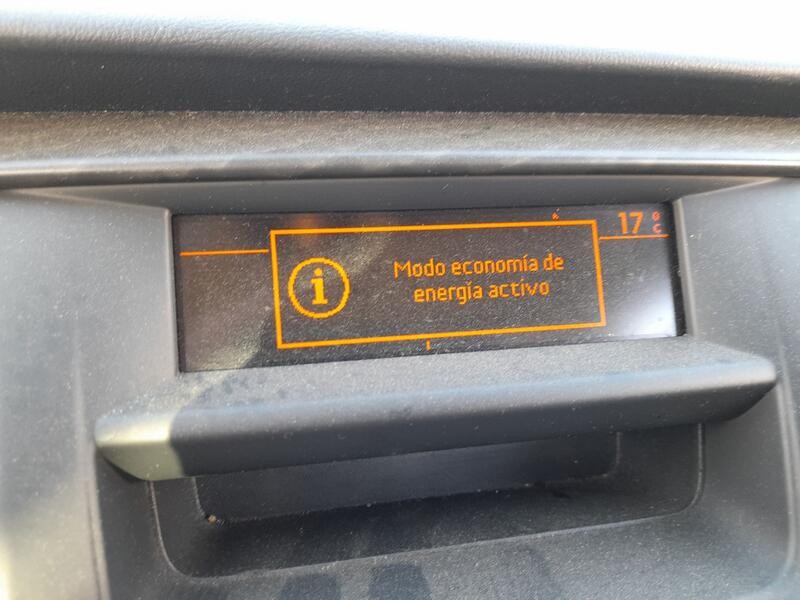 17 °C
Modo economía de
energía activo